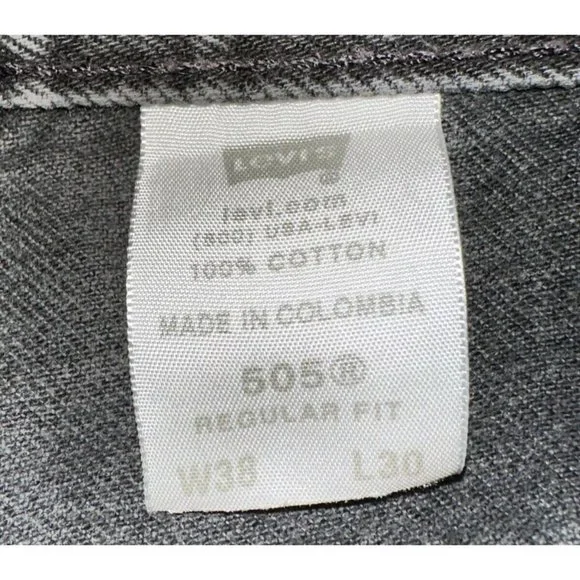 LEVI'S
®
levi.com
(800) USA-LEVI
100% COTTON
MADE IN COLOMBIA
505®
REGULAR FIT
W38 L30